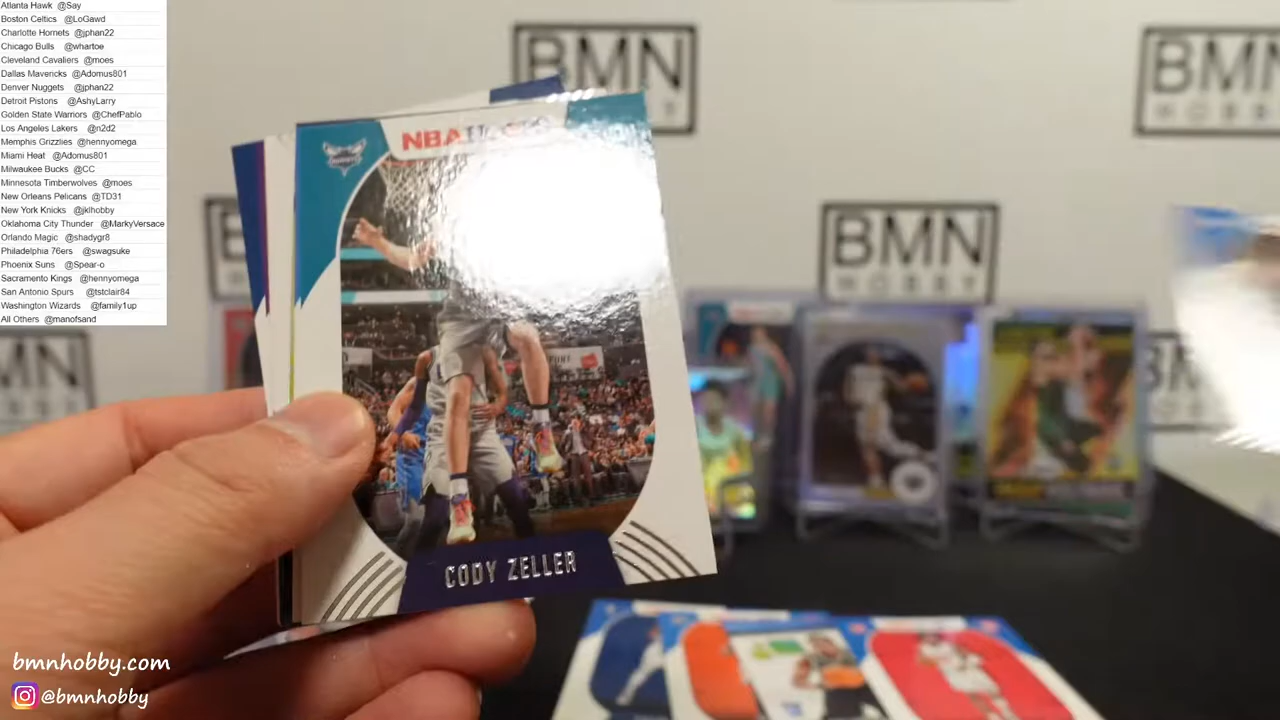 Atlanta Hawk @Say
Boston Celtics @LoGawd
Charlotte Hornets @jphan22
Chicago Bulls @whartoe
Cleveland Cavaliers @moes
Dallas Mavericks @Adomus801
Denver Nuggets @jphan22
Detroit Pistons @AshyLarry
Golden State Warriors @ChefPablo
Los Angeles Lakers @n2d2
Memphis Grizzlies @hennyomega
Miami Heat @Adomus801
Milwaukee Bucks @CC
Minnesota Timberwolves @moes
New Orleans Pelicans @TD31
New York Knicks @jklhobby
Oklahoma City Thunder @MarkyVersace
Orlando Magic @shadygr8
Philadelphia 76ers @swagsuke
Phoenix Suns @Spear-o
Sacramento Kings @hennyomega
San Antonio Spurs @tstclair84
Washington Wizards @family1up
All Others @manofsand
BMN
BMN
HOBBY
NBA
BMN
HOBBY
CODY ZELLER
bmnhobby.com
@bmnhobby